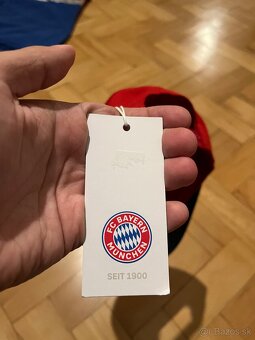 FC BAYERN
MÜNCHEN
SEIT 1900
Bazos.sk